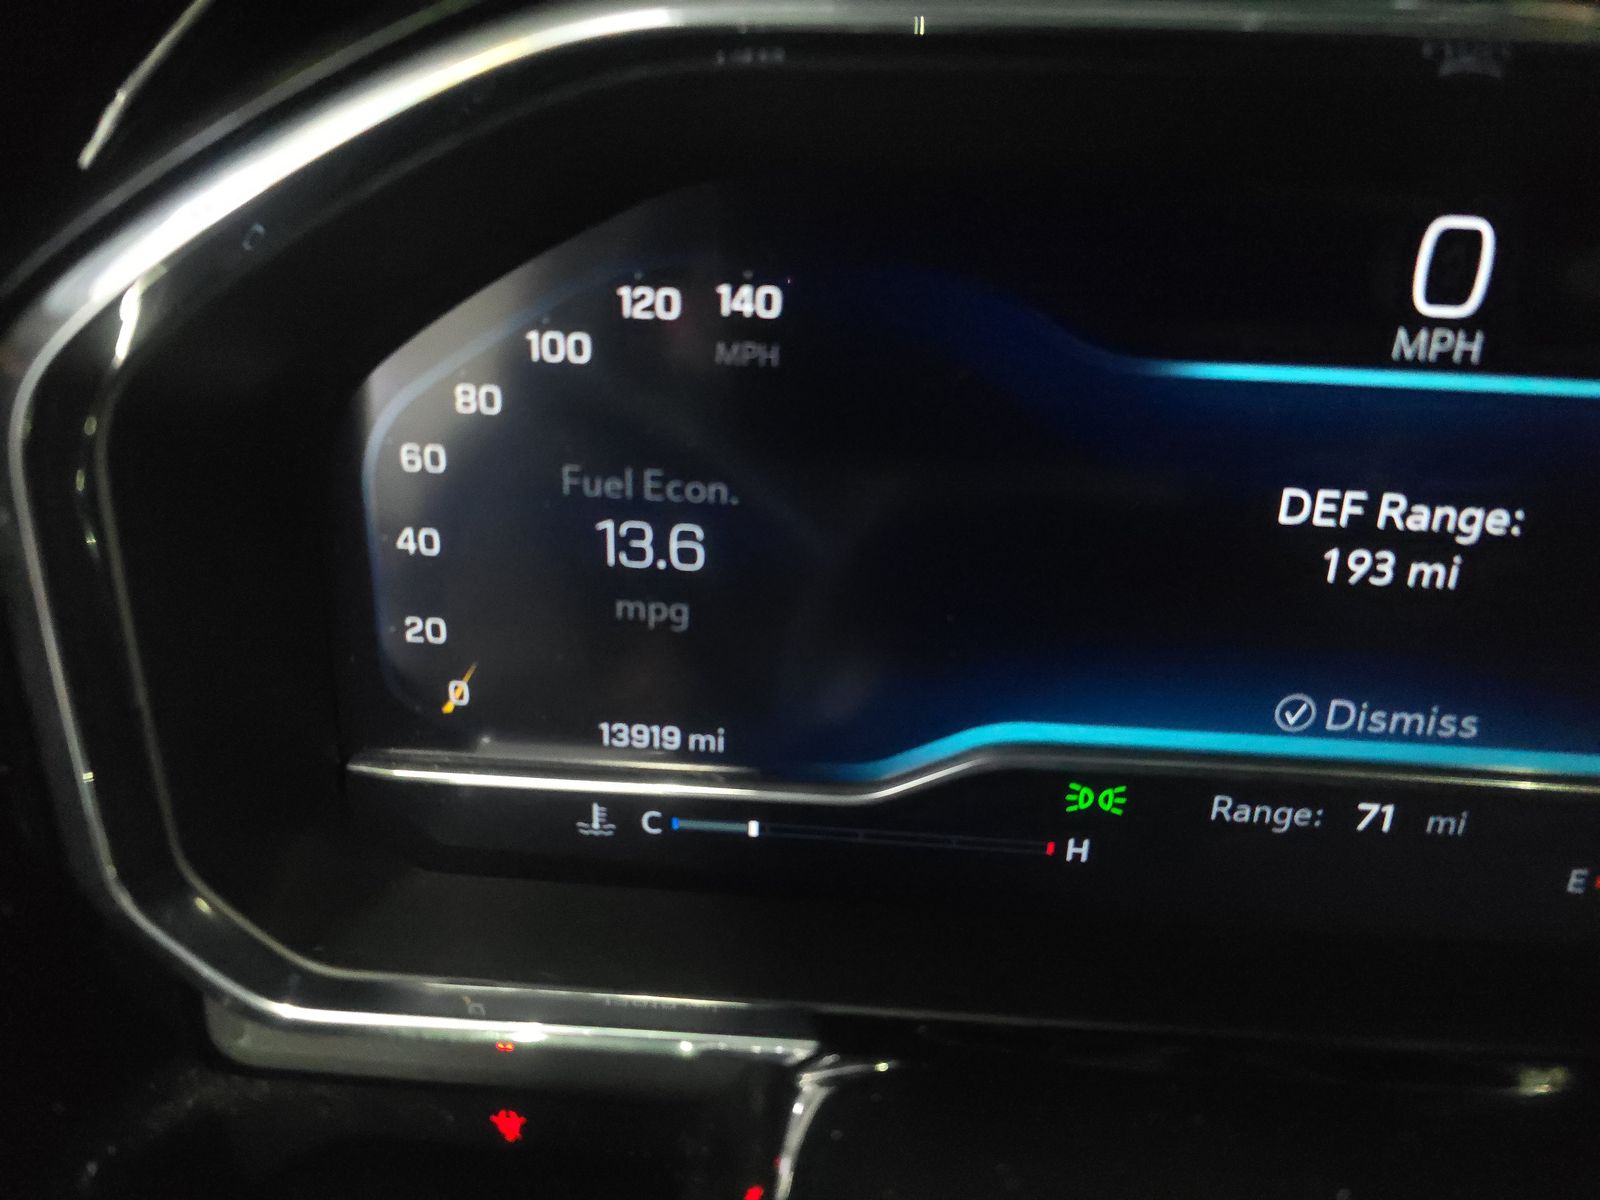 0
MPH
120 140
100
MPH
80
60
Fuel Econ.
13.6
mpg
40
20
0
13919 mi
DEF Range:
193 mi
Dismiss
C
H
Range: 71 mi
E